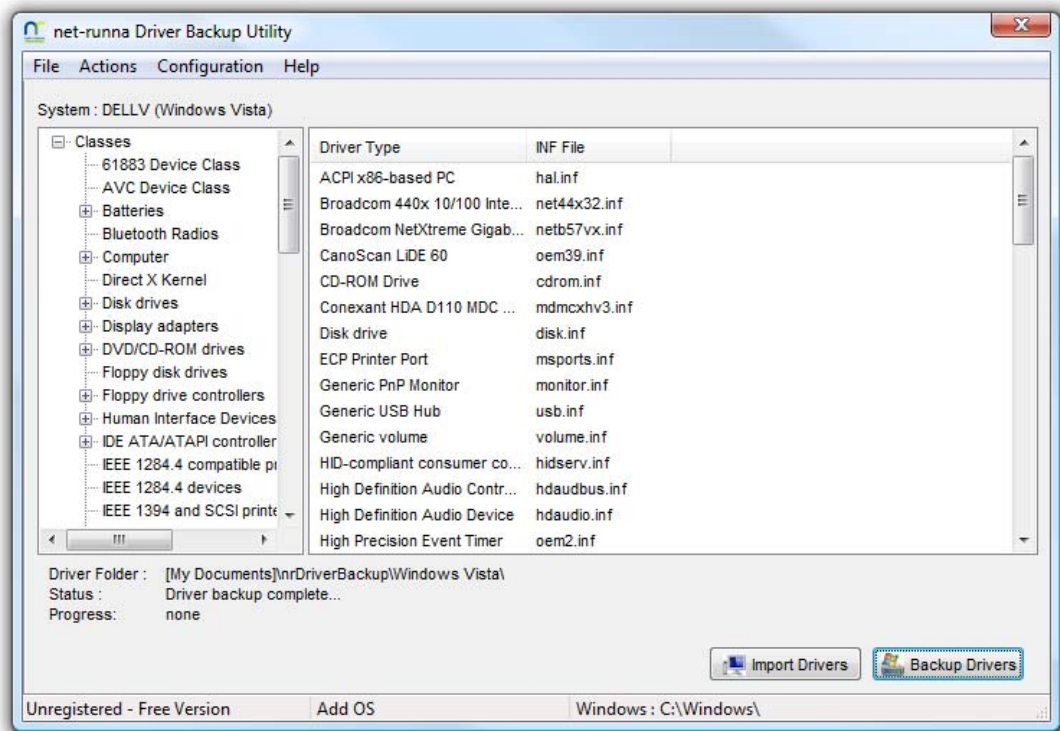 net-runna Driver Backup Utility
File Actions Configuration Help
System : DELLV (Windows Vista)
Classes
61883 Device Class
AVC Device Class
Batteries
Bluetooth Radios
Computer
Direct X Kernel
Disk drives
Display adapters
DVD/CD-ROM drives
Floppy disk drives
Floppy drive controllers
Human Interface Devices
IDE ATA/ATAPI controller
IEEE 1284.4 compatible pr
IEEE 1284.4 devices
IEEE 1394 and SCSI printe
Driver Type INF File
ACPI x86-based PC hal.inf
Broadcom 440x 10/100 Inte... net44x32.inf
Broadcom NetXtreme Gigab... netb57vx.inf
CanoScan LiDE 60 oem39.inf
CD-ROM Drive cdrom.inf
Conexant HDA D110 MDC ... mdmcxhv3.inf
Disk drive disk.inf
ECP Printer Port msports.inf
Generic PnP Monitor monitor.inf
Generic USB Hub usb.inf
Generic volume volume.inf
HID-compliant consumer co... hidserv.inf
High Definition Audio Contr... hdaudbus.inf
High Definition Audio Device hdaudio.inf
High Precision Event Timer oem2.inf
Driver Folder : [My Documents]\nrDriverBackup\Windows Vista\
Status : Driver backup complete...
Progress: none
Import Drivers Backup Drivers
Unregistered - Free Version Add OS Windows : C:\Windows\